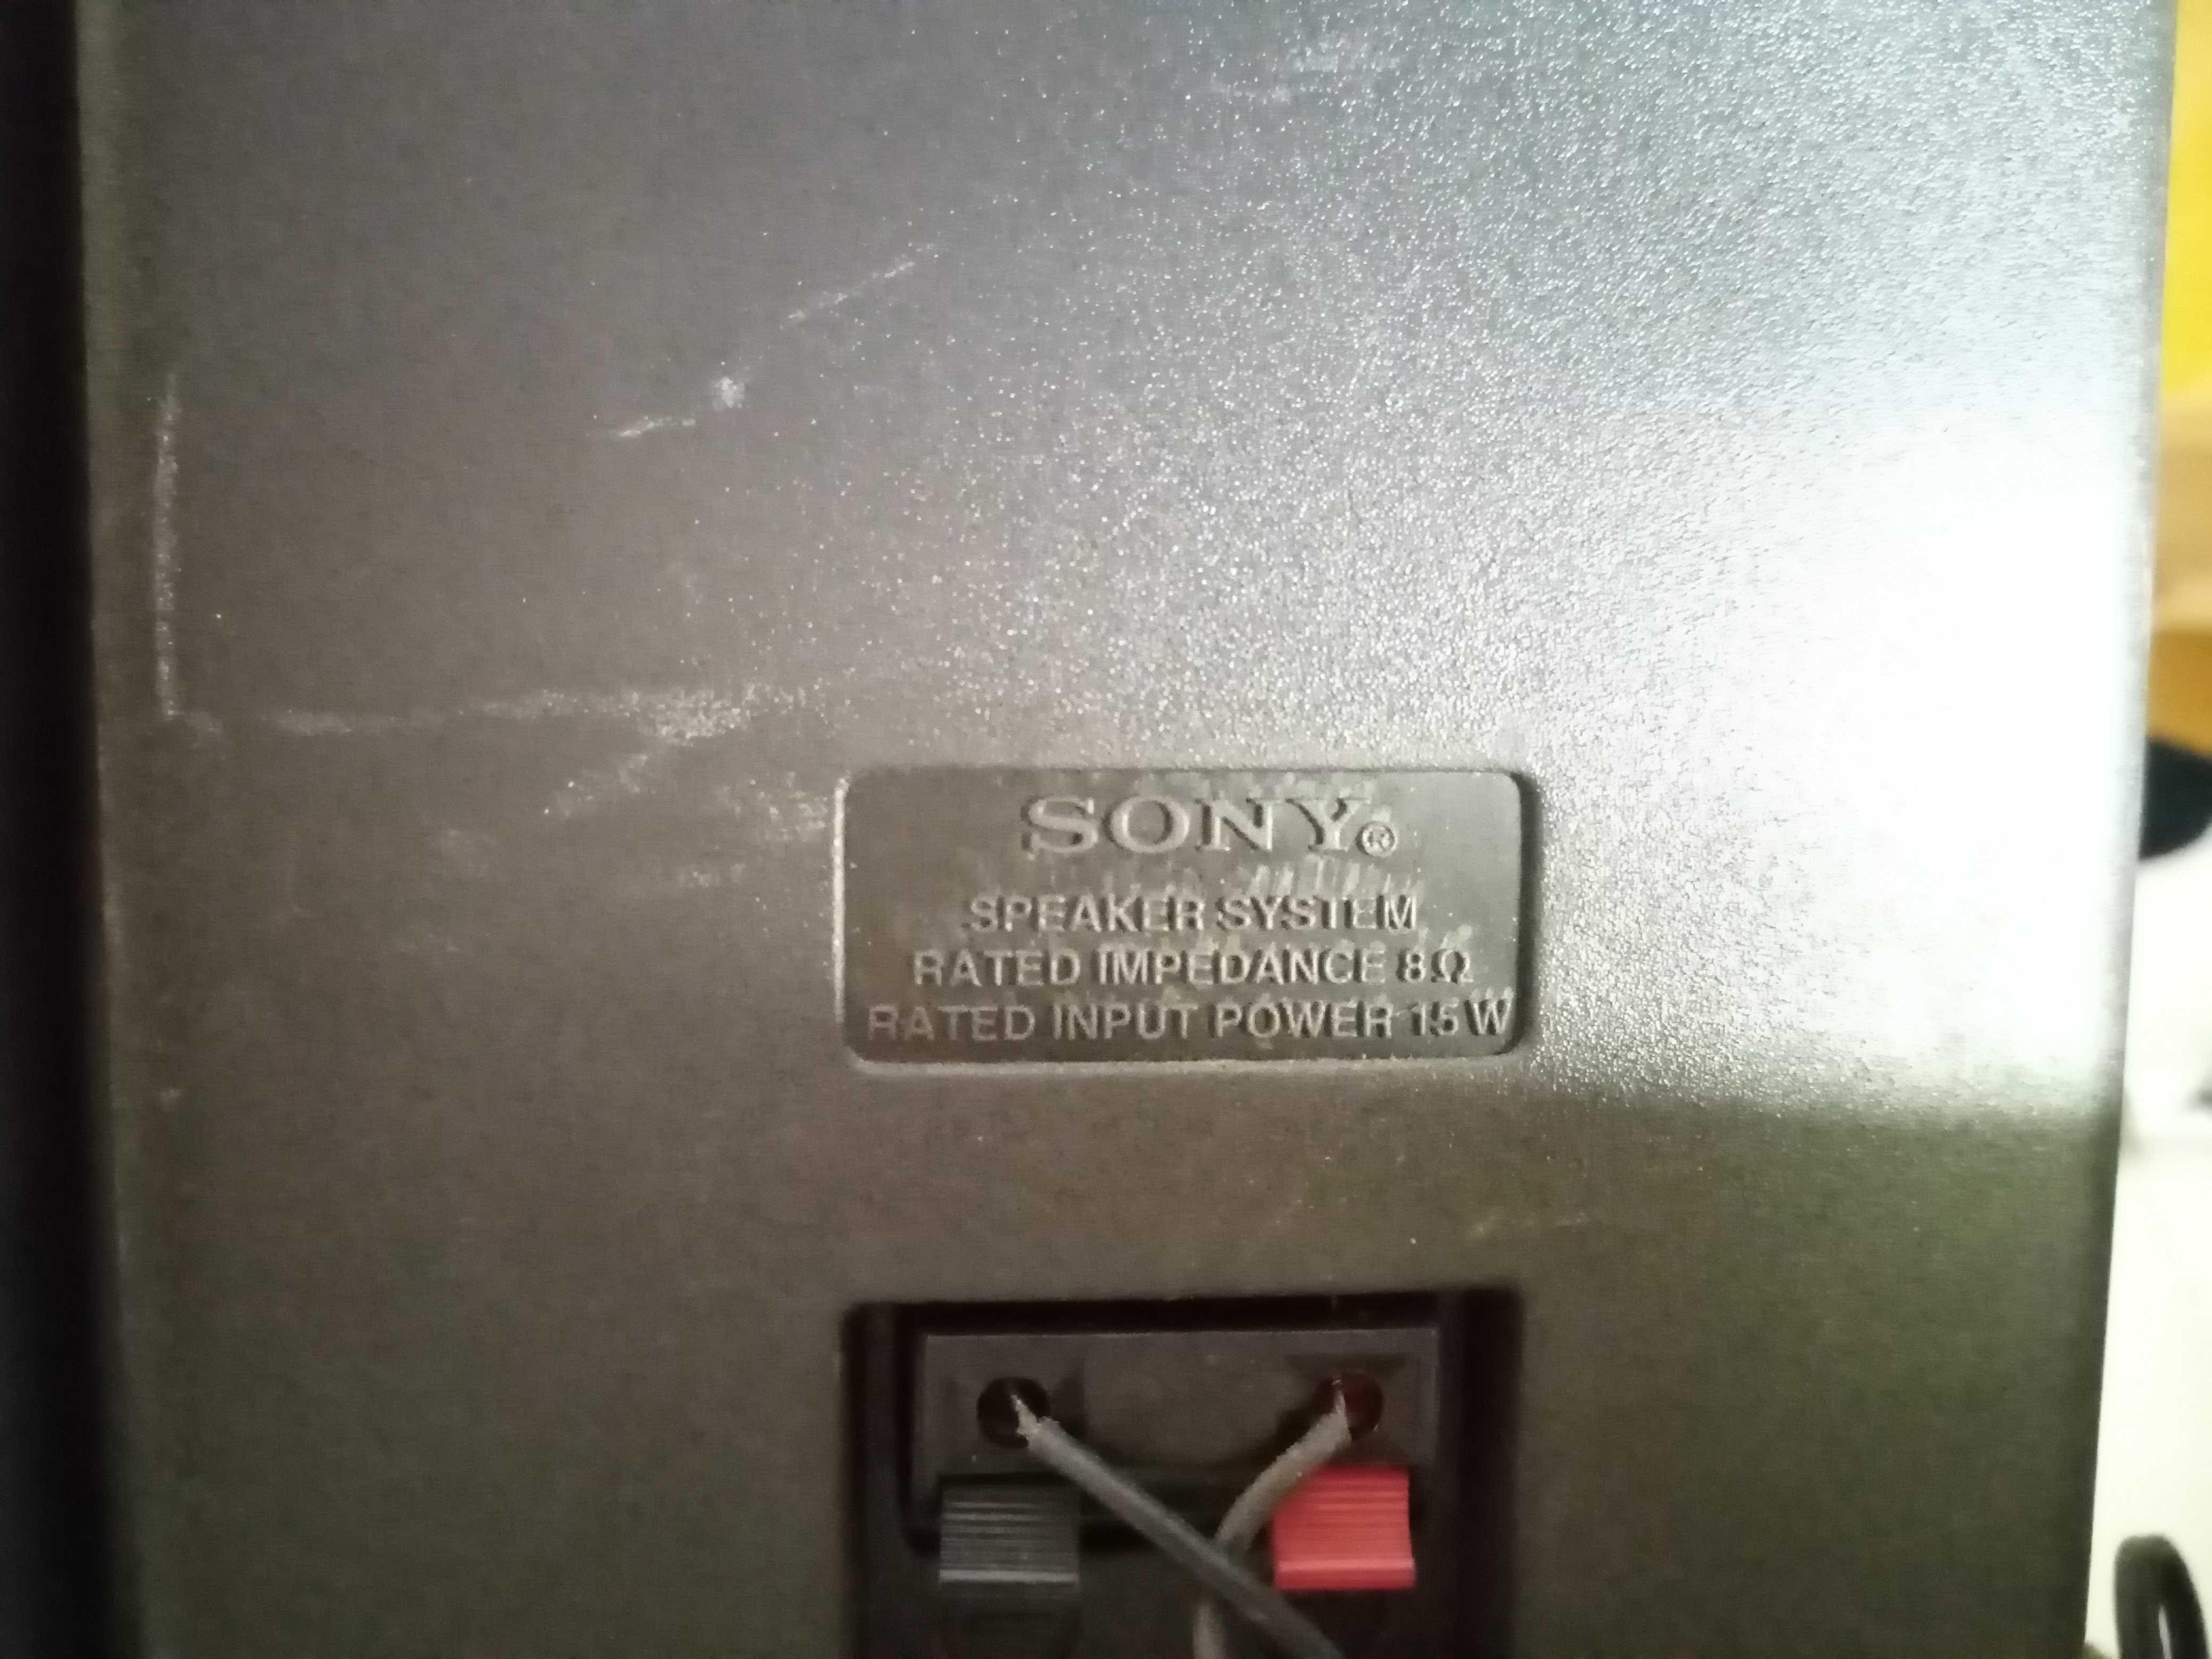 SONY®
SPEAKER SYSTEM
RATED IMPEDANCE 8Ω
RATED INPUT POWER 15W